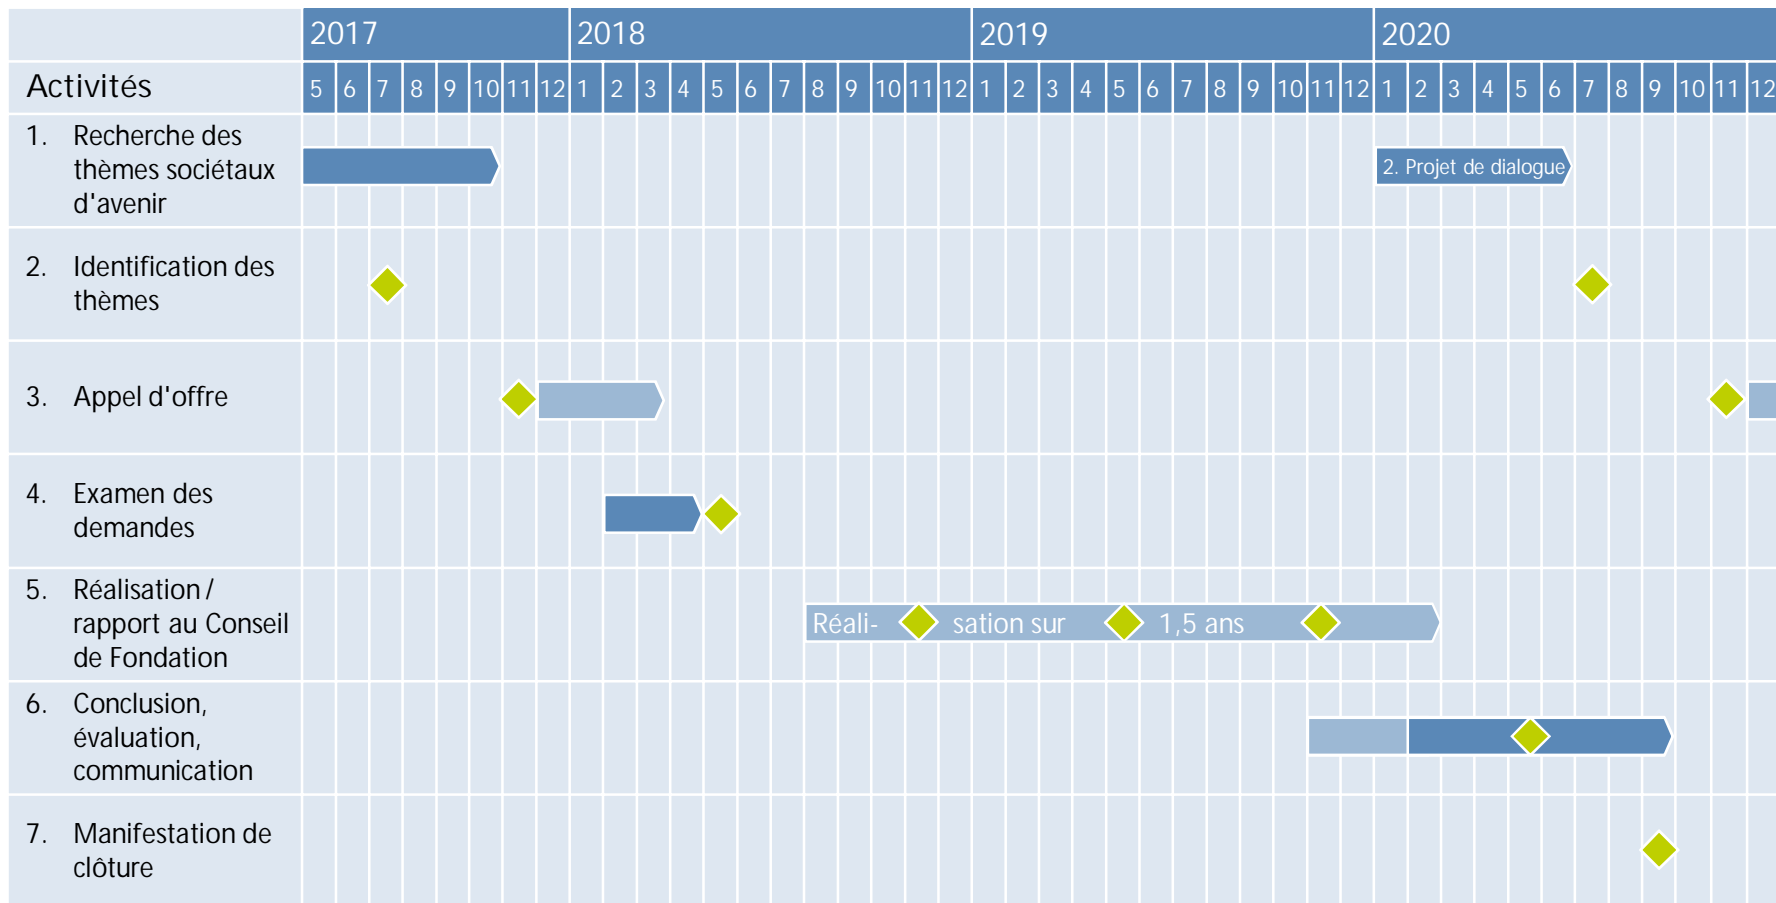 2017 2018 2019 2020
Activités 5 6 7 8 9 10 11 12 1 2 3 4 5 6 7 8 9 10 11 12 1 2 3 4 5 6 7 8 9 10 11 12 1 2 3 4 5 6 7 8 9 10 11 12
1. Recherche des
thèmes sociétaux
d'avenir
2. Projet de dialogue
2. Identification des
thèmes
3. Appel d'offre
4. Examen des
demandes
5. Réalisation /
rapport au Conseil
de Fondation
Réali- sation sur 1,5 ans
6. Conclusion,
évaluation,
communication
7. Manifestation de
clôture